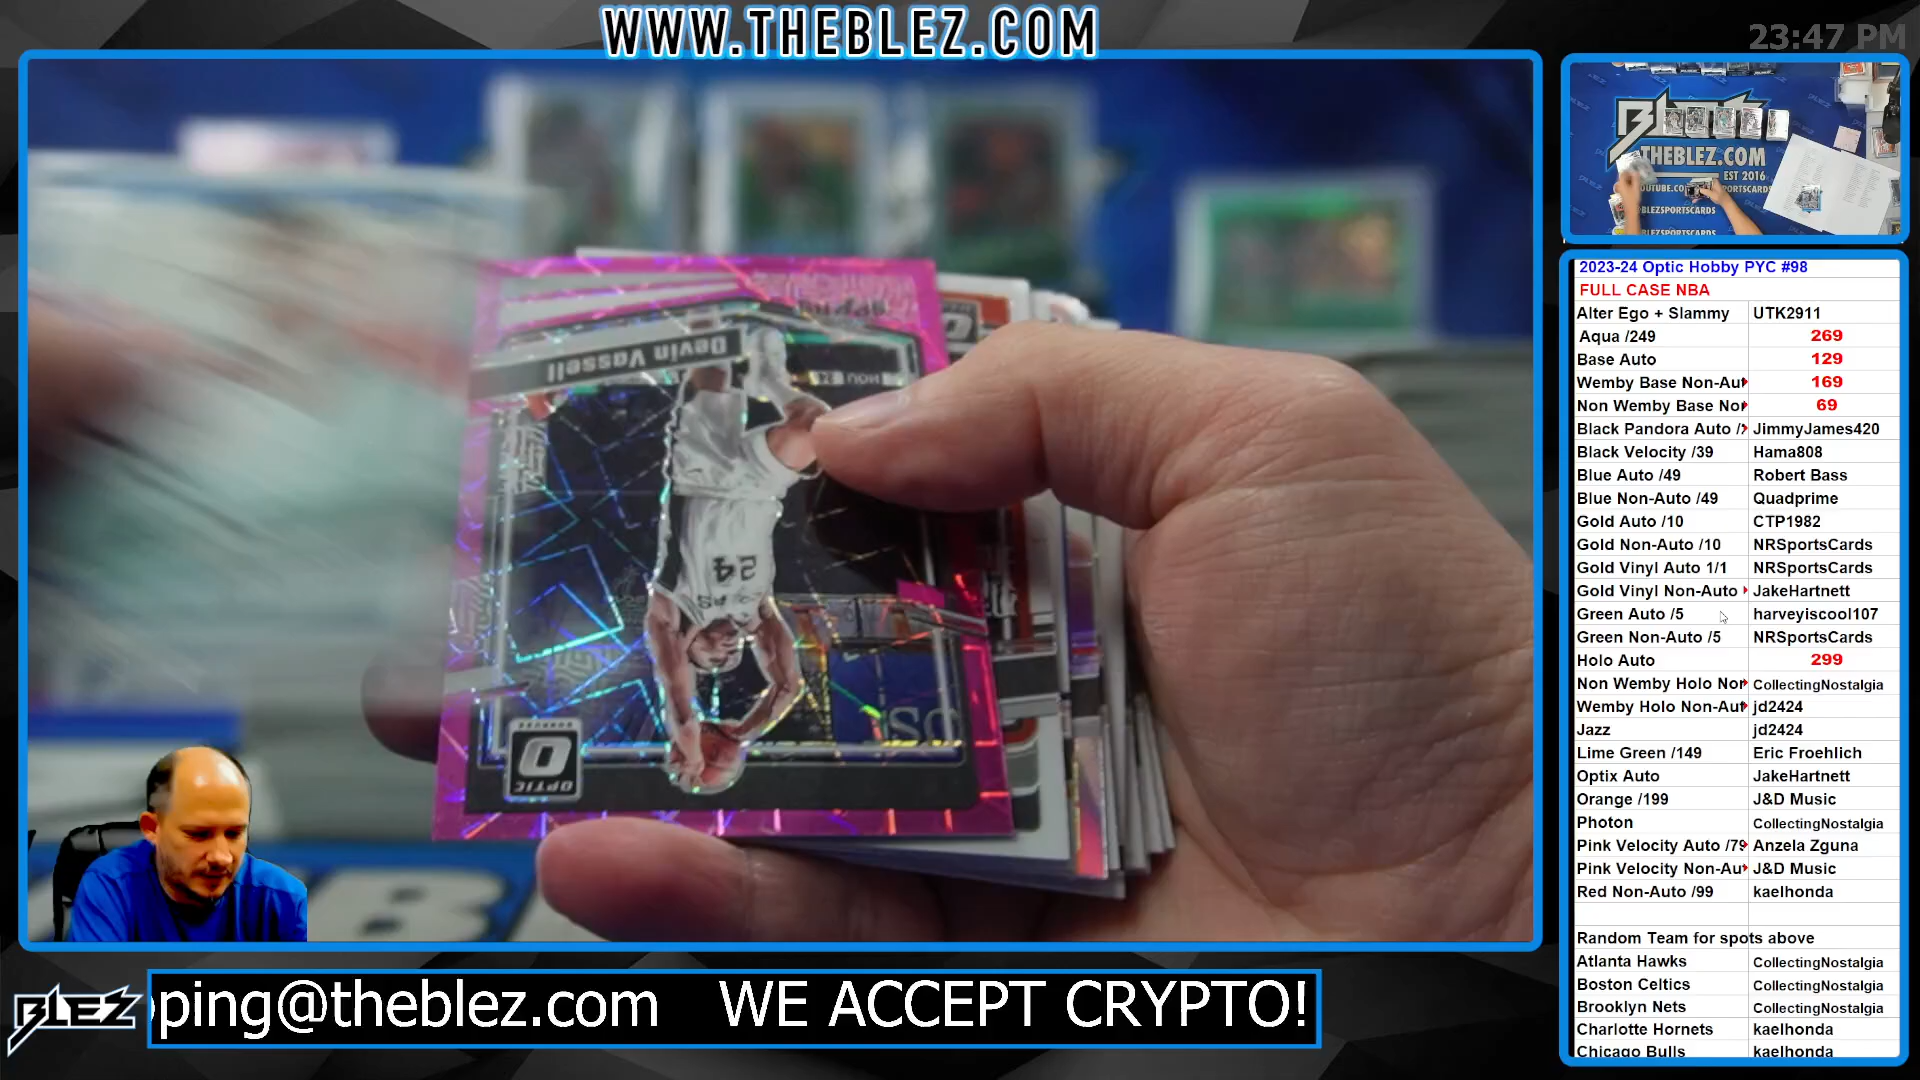 WWW.THEBLEZ.COM
23:47 PM
THEBLEZ.COM
EST 2016
Devin Vassell
24
OPTIC
2023-24 Optic Hobby PYC #98
FULL CASE NBA
Alter Ego + Slammy UTK2911
Aqua /249 269
Base Auto 129
Wemby Base Non-Aut 169
Non Wemby Base Nor 69
Black Pandora Auto / JimmyJames420
Black Velocity /39 Hama808
Blue Auto /49 Robert Bass
Blue Non-Auto /49 Quadprime
Gold Auto /10 CTP1982
Gold Non-Auto /10 NRSportsCards
Gold Vinyl Auto 1/1 NRSportsCards
Gold Vinyl Non-Auto JakeHartnett
Green Auto /5 harveyiscool107
Green Non-Auto /5 NRSportsCards
Holo Auto 299
Non Wemby Holo Nor CollectingNostalgia
Wemby Holo Non-Aut jd2424
Jazz jd2424
Lime Green /149 Eric Froehlich
Optix Auto JakeHartnett
Orange /199 J&D Music
Photon CollectingNostalgia
Pink Velocity Auto /79 Anzela Zguna
Pink Velocity Non-Au J&D Music
Red Non-Auto /99 kaelhonda
Random Team for spots above
Atlanta Hawks CollectingNostalgia
Boston Celtics CollectingNostalgia
Brooklyn Nets CollectingNostalgia
Charlotte Hornets kaelhonda
Chicago Bulls kaelhonda
BLEZ
ping@theblez.com WE ACCEPT CRYPTO!